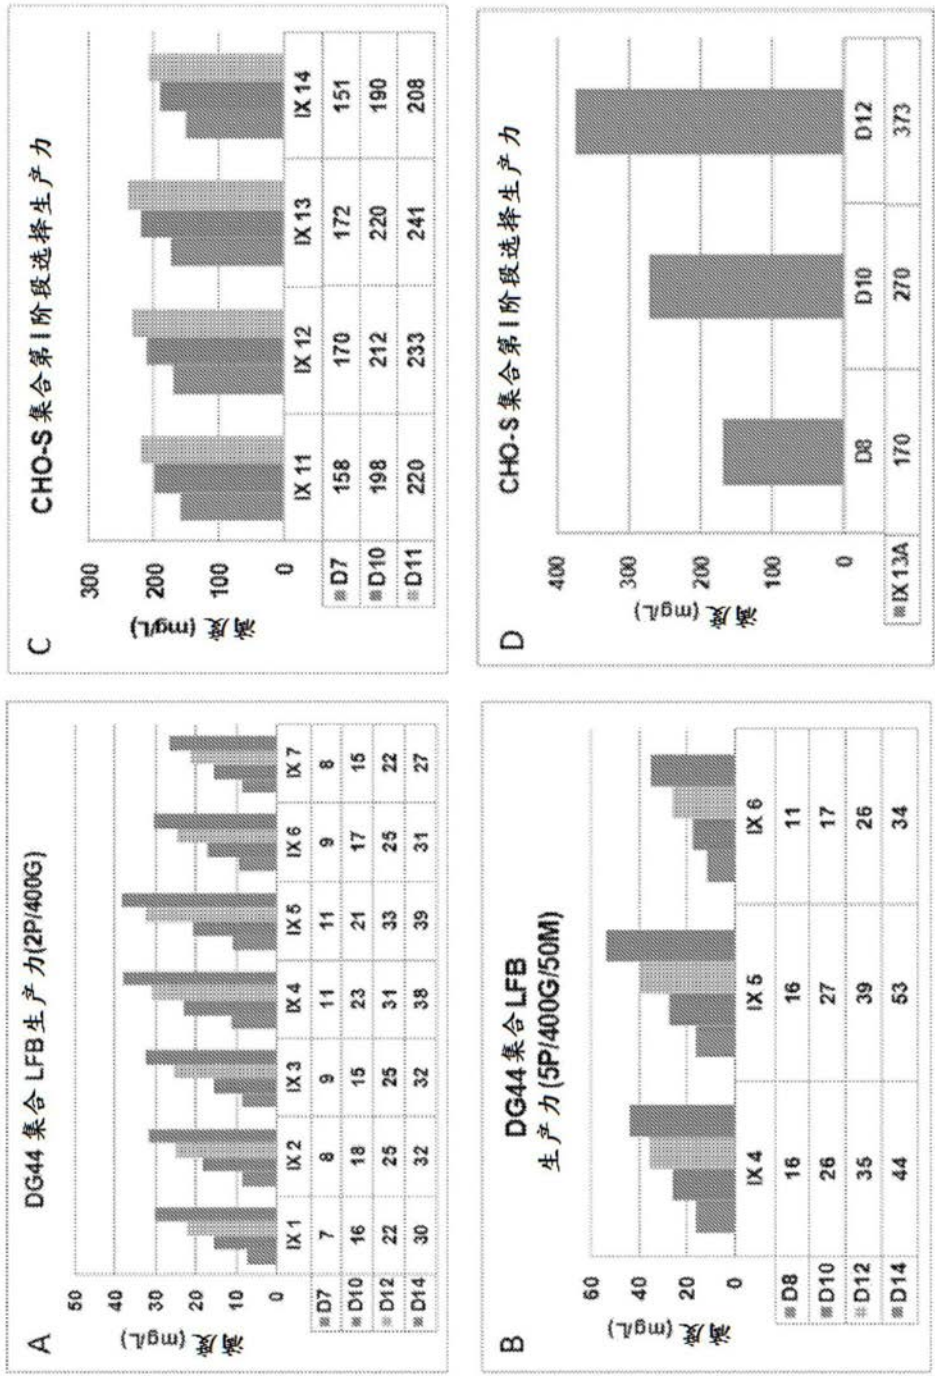 A
DG44 集合 LFB 生产力(2P/400G)
滴度 (mg/L)
50
40
30
20
10
0
IX 1 IX 2 IX 3 IX 4 IX 5 IX 6 IX 7
D7 7 8 9 11 11 9 8
D10 16 18 15 23 21 17 15
D12 22 25 25 31 33 25 22
D14 30 32 32 38 39 31 27
B
DG44 集合 LFB
生产力(5P/400G/50M)
滴度 (mg/L)
60
40
20
0
IX 4 IX 5 IX 6
D8 16 16 11
D10 26 27 17
D12 35 39 26
D14 44 53 34
C
CHO-S 集合第 I 阶段选择生产力
滴度 (mg/L)
300
200
100
0
IX 11 IX 12 IX 13 IX 14
D7 158 170 172 151
D10 198 212 220 190
D11 220 233 241 208
D
CHO-S 集合第 I 阶段选择生产力
滴度 (mg/L)
400
300
200
100
0
D8 D10 D12
IX 13A 170 270 373